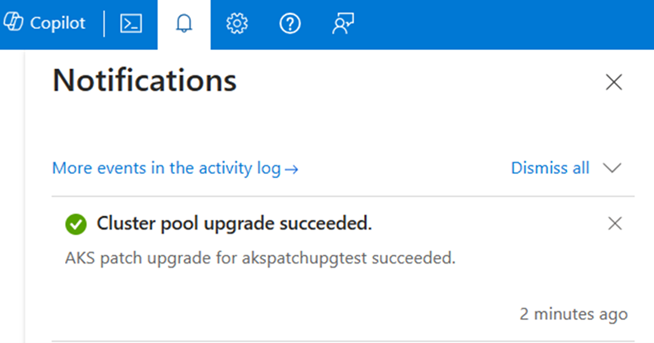 Copilot
Notifications
More events in the activity log→
Dismiss all
Cluster pool upgrade succeeded.
AKS patch upgrade for akspatchupgtest succeeded.
2 minutes ago